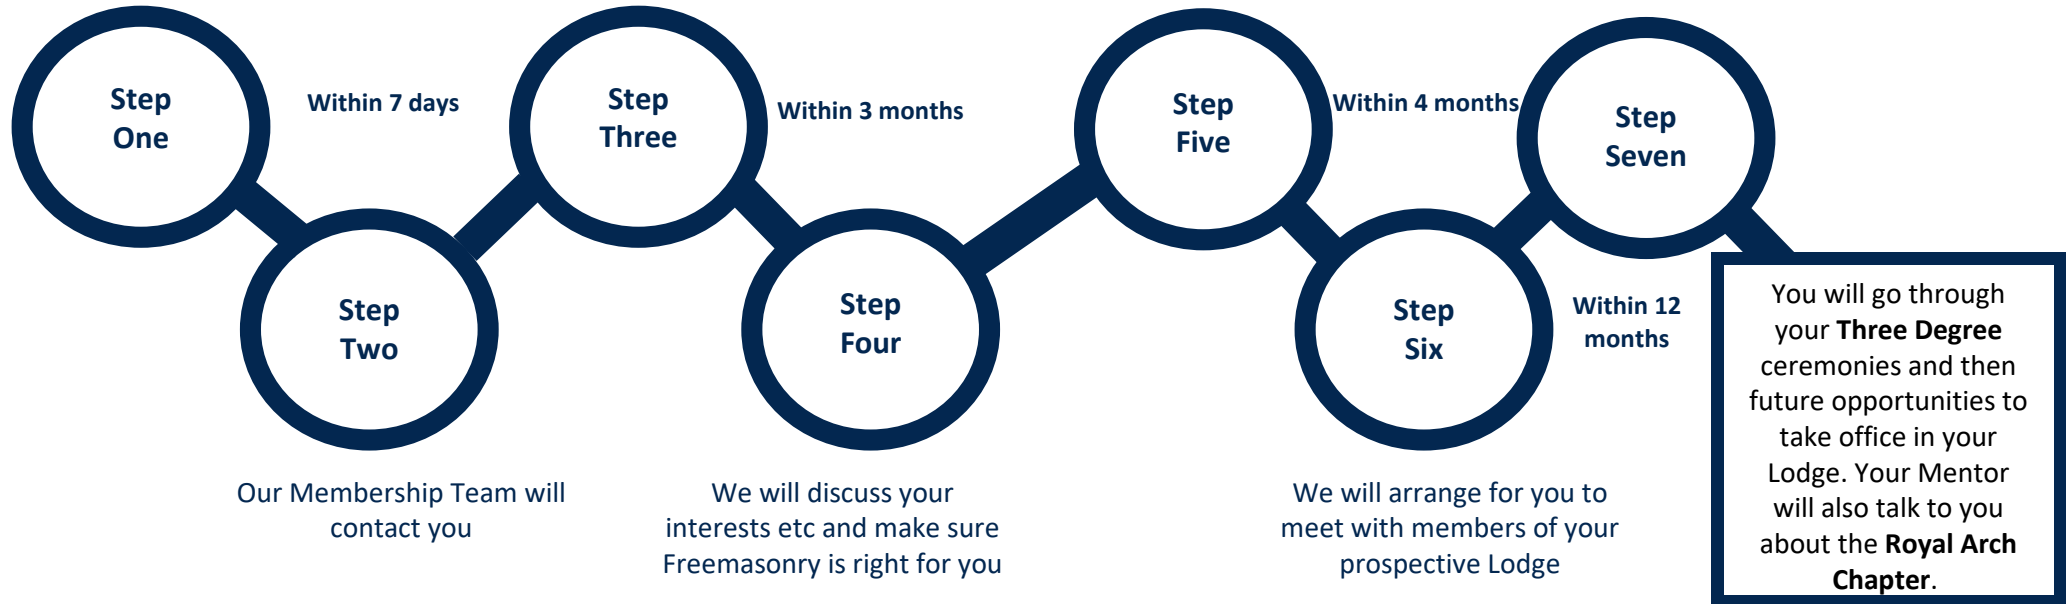 Step
One
Within 7 days
Step
Three
Within 3 months
Step
Five
Within 4 months
Step
Seven
Step
Two
Step
Four
Step
Six
Within 12
months
Our Membership Team will
contact you
We will discuss your
interests etc and make sure
Freemasonry is right for you
We will arrange for you to
meet with members of your
prospective Lodge
You will go through
your Three Degree
ceremonies and then
future opportunities to
take office in your
Lodge. Your Mentor
will also talk to you
about the Royal Arch
Chapter.